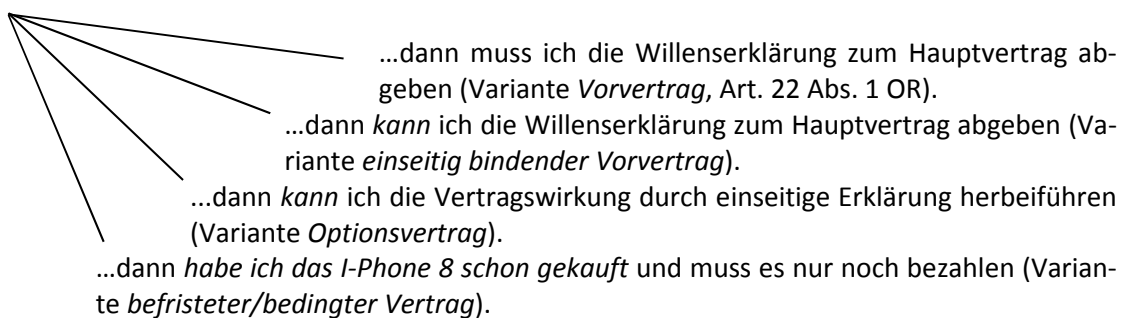 …dann muss ich die Willenserklärung zum Hauptvertrag ab-
geben (Variante Vorvertrag, Art. 22 Abs. 1 OR).
…dann kann ich die Willenserklärung zum Hauptvertrag abgeben (Va-
riante einseitig bindender Vorvertrag).
...dann kann ich die Vertragswirkung durch einseitige Erklärung herbeiführen
(Variante Optionsvertrag).
…dann habe ich das I-Phone 8 schon gekauft und muss es nur noch bezahlen (Varian-
te befristeter/bedingter Vertrag).